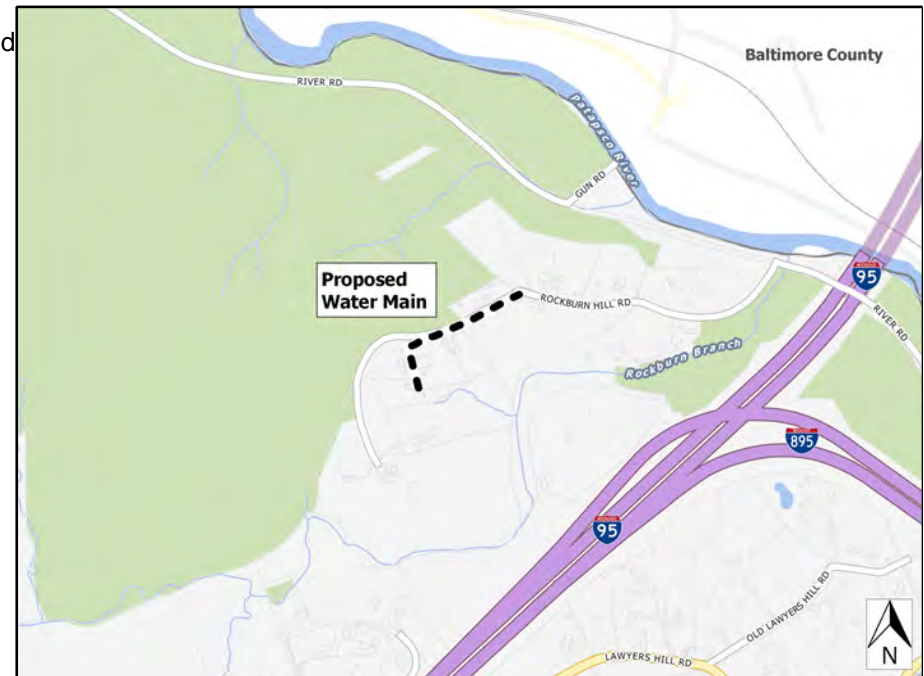 d
Baltimore County
RIVER RD
Patapsco River
GUN RD
Proposed
Water Main
ROCKBURN HILL RD
95
RIVER RD
Rockburn Branch
895
95
OLD LAWYERS HILL RD
LAWYERS HILL RD
N